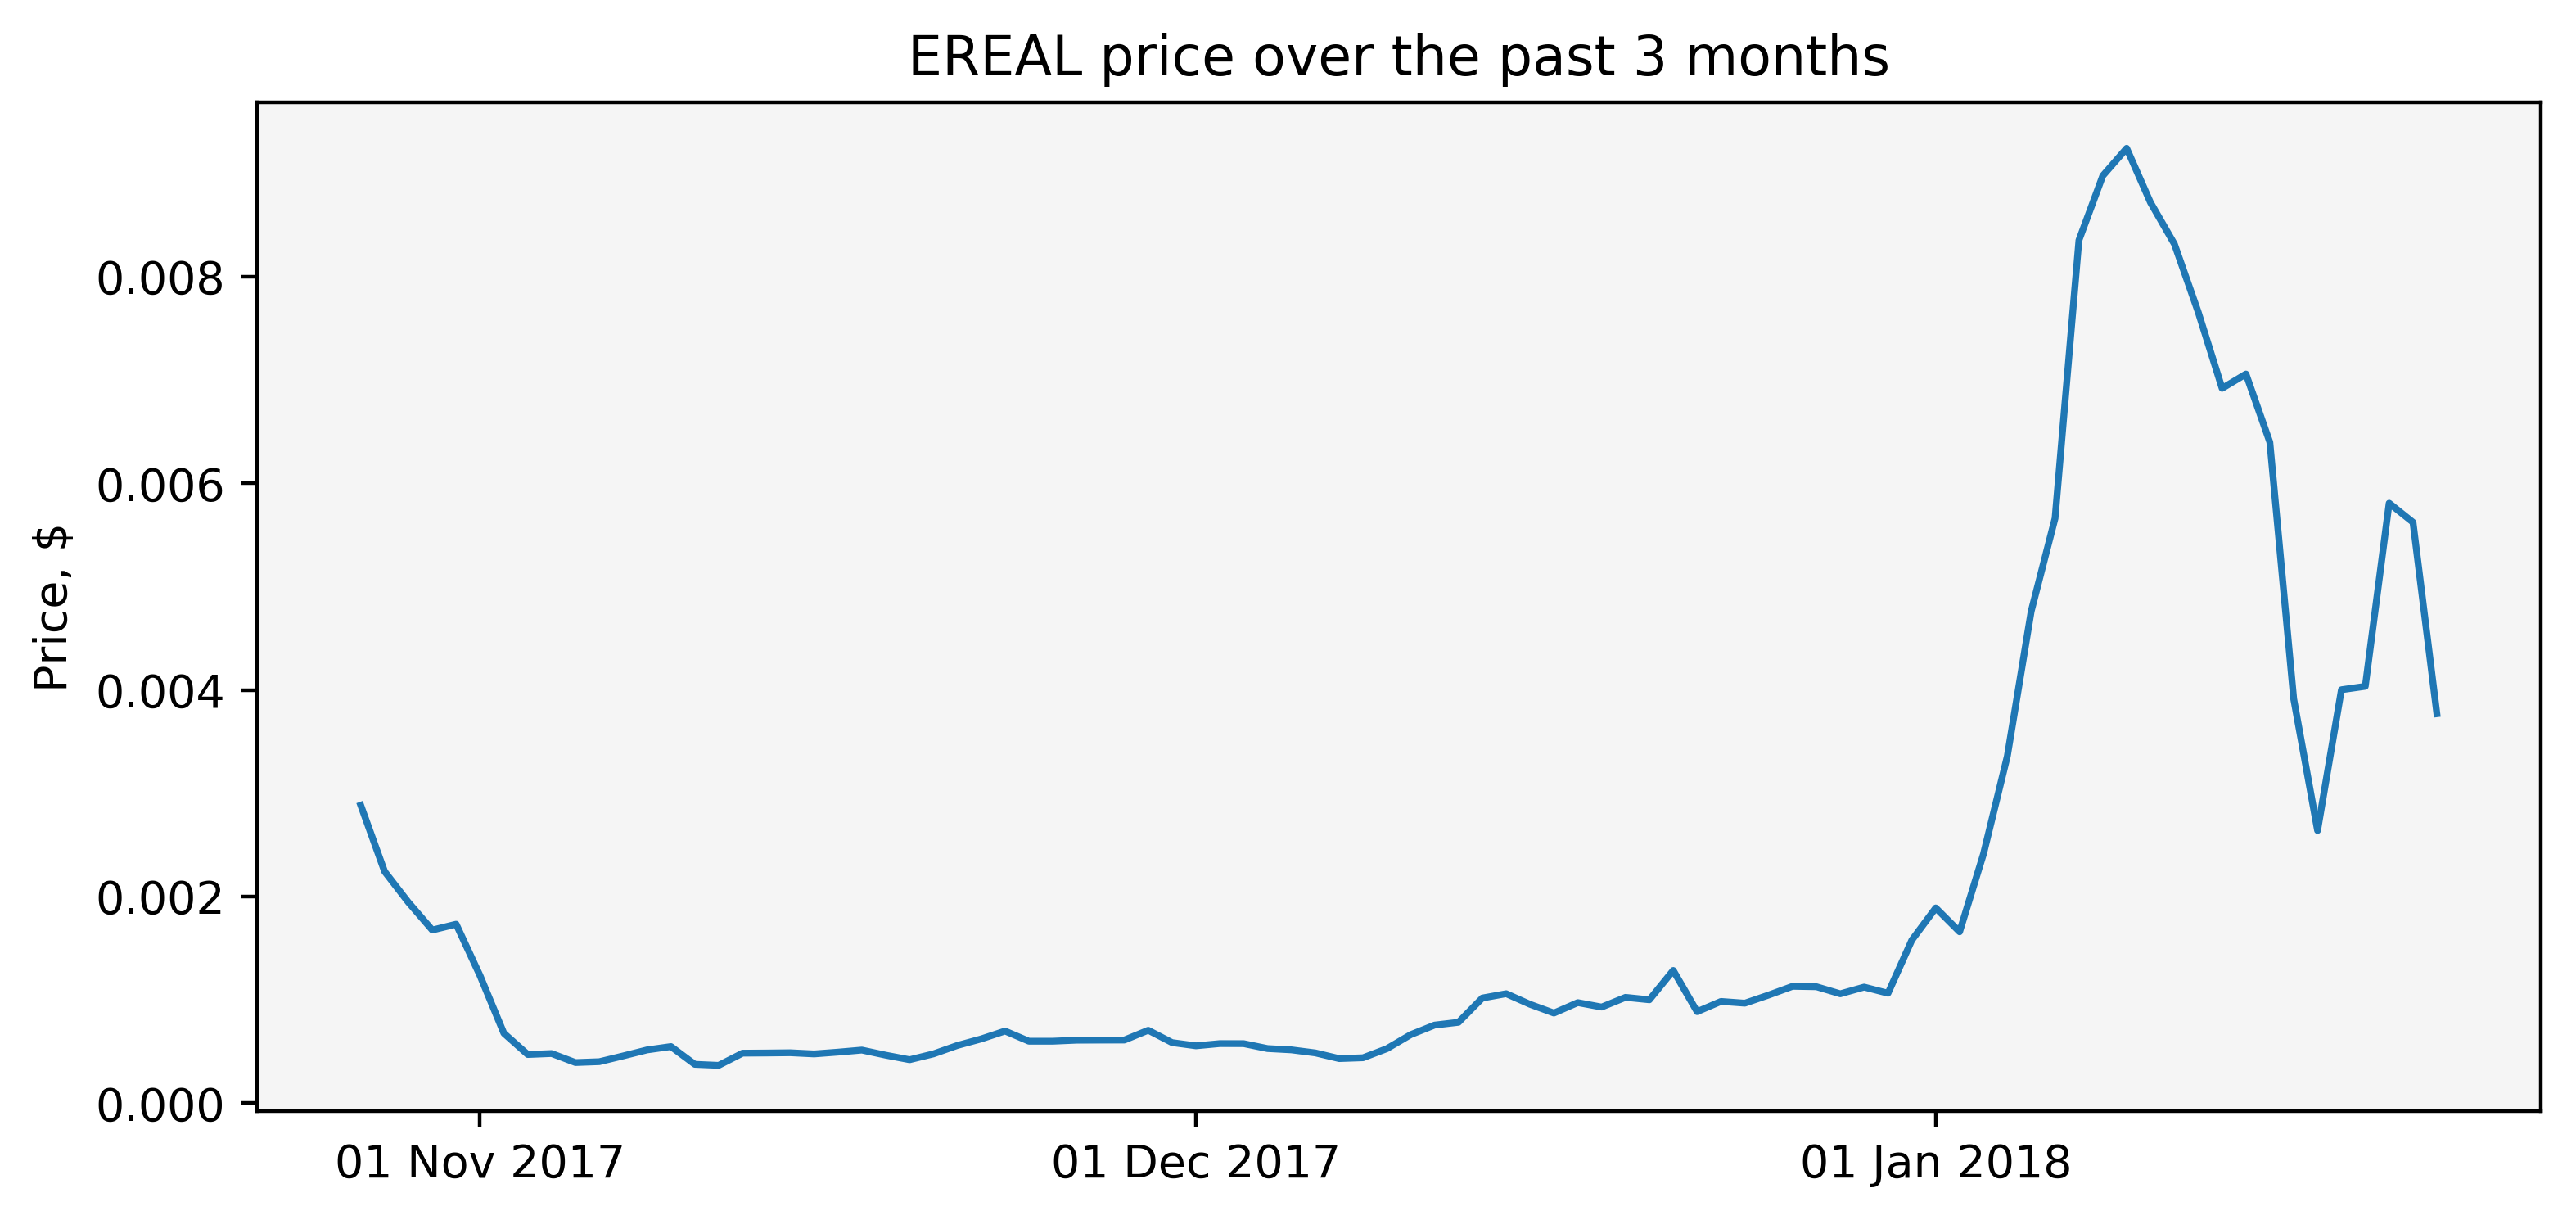 EREAL price over the past 3 months
Price, $
0.008
0.006
0.004
0.002
0.000
01 Nov 2017
01 Dec 2017
01 Jan 2018